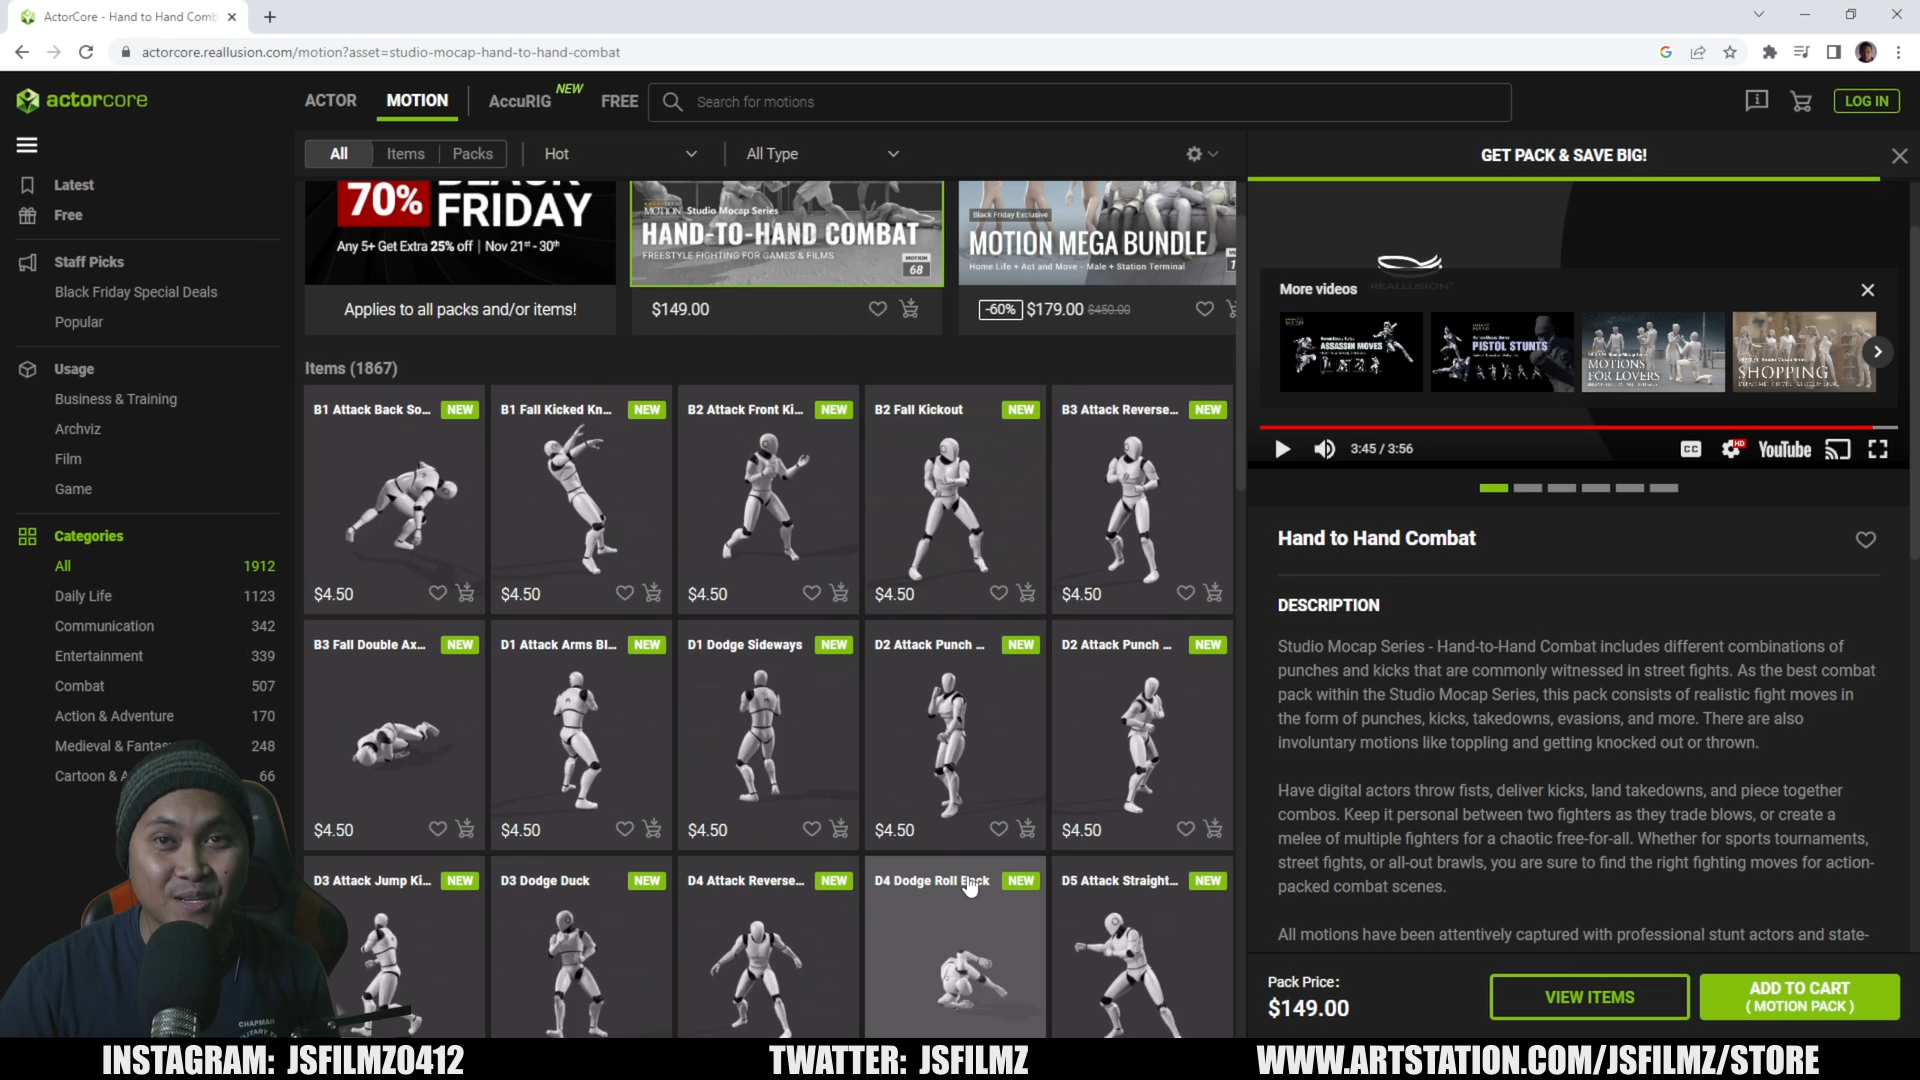 ActorCore - Hand to Hand Comb
actorcore.reallusion.com/motion?asset=studio-mocap-hand-to-hand-combat
actorcore
ACTOR
MOTION
AccuRIG
NEW
FREE
Search for motions
LOG IN
Latest
Free
Staff Picks
Black Friday Special Deals
Popular
Usage
Business & Training
Archviz
Film
Game
Categories
All 1912
Daily Life 1123
Communication 342
Entertainment 339
Combat 507
Action & Adventure 170
Medieval & Fantas 248
Cartoon & A 66
All Items Packs
Hot
All Type
70%
BLACK
FRIDAY
Any 5+ Get Extra 25% off | Nov 21st - 30th
Applies to all packs and/or items!
MOTION Studio Mocap Series
HAND-TO-HAND COMBAT
FREESTYLE FIGHTING FOR GAMES & FILMS
MOTION
68
$149.00
Black Friday Exclusive
MOTION MEGA BUNDLE
Home Life + Act and Move - Male + Station Terminal
-60% $179.00 $450.00
Items (1867)
B1 Attack Back So... NEW
$4.50
B1 Fall Kicked Kn... NEW
$4.50
B2 Attack Front Ki... NEW
$4.50
B2 Fall Kickout NEW
$4.50
B3 Attack Reverse... NEW
$4.50
B3 Fall Double Ax... NEW
$4.50
D1 Attack Arms Bl... NEW
$4.50
D1 Dodge Sideways NEW
$4.50
D2 Attack Punch ... NEW
$4.50
D2 Attack Punch ... NEW
$4.50
D3 Attack Jump Ki... NEW
D3 Dodge Duck NEW
D4 Attack Reverse... NEW
D4 Dodge Roll Back NEW
D5 Attack Straight... NEW
GET PACK & SAVE BIG!
REALLUSION
More videos
ASSASSIN MOVES
PISTOL STUNTS
MOTIONS
FOR LOVERS
SHOPPING
3:45 / 3:56
CC
HD
YouTube
Hand to Hand Combat
DESCRIPTION
Studio Mocap Series - Hand-to-Hand Combat includes different combinations of
punches and kicks that are commonly witnessed in street fights. As the best combat
pack within the Studio Mocap Series, this pack consists of realistic fight moves in
the form of punches, kicks, takedowns, evasions, and more. There are also
involuntary motions like toppling and getting knocked out or thrown.
Have digital actors throw fists, deliver kicks, land takedowns, and piece together
combos. Keep it personal between two fighters as they trade blows, or create a
melee of multiple fighters for a chaotic free-for-all. Whether for sports tournaments,
street fights, or all-out brawls, you are sure to find the right fighting moves for action-
packed combat scenes.
All motions have been attentively captured with professional stunt actors and state-
Pack Price:
$149.00
VIEW ITEMS
ADD TO CART
( MOTION PACK )
CHAPMAN
INSTAGRAM: JSFILMZ0412
TWATTER: JSFILMZ
WWW.ARTSTATION.COM/JSFILMZ/STORE